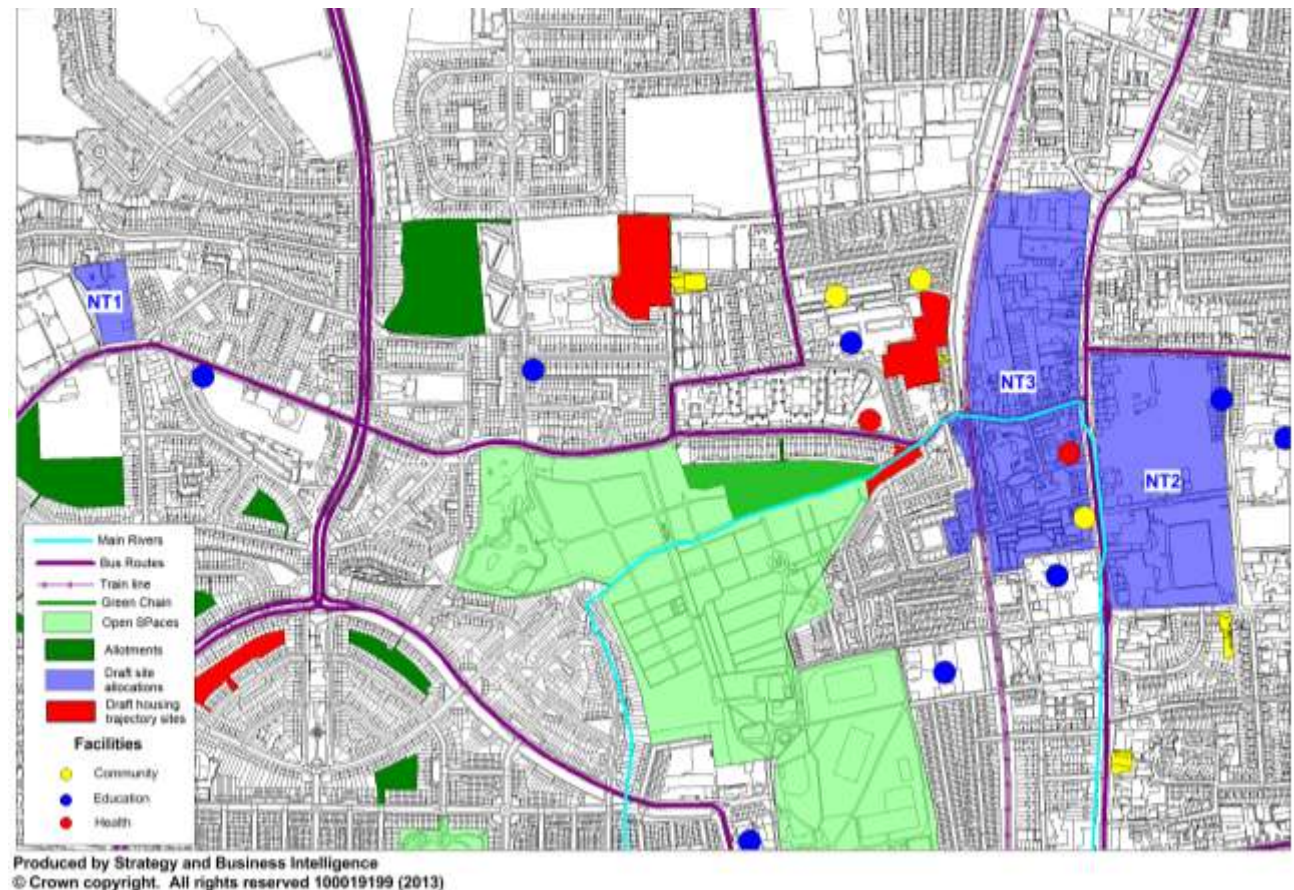 NT1
NT3
NT2
Main Rivers
Bus Routes
Train line
Green Chain
Open SPaces
Allotments
Draft site
allocations
Draft housing
trajectory sites
Facilities
Community
Education
Health
Produced by Strategy and Business Intelligence
© Crown copyright. All rights reserved 100019199 (2013)